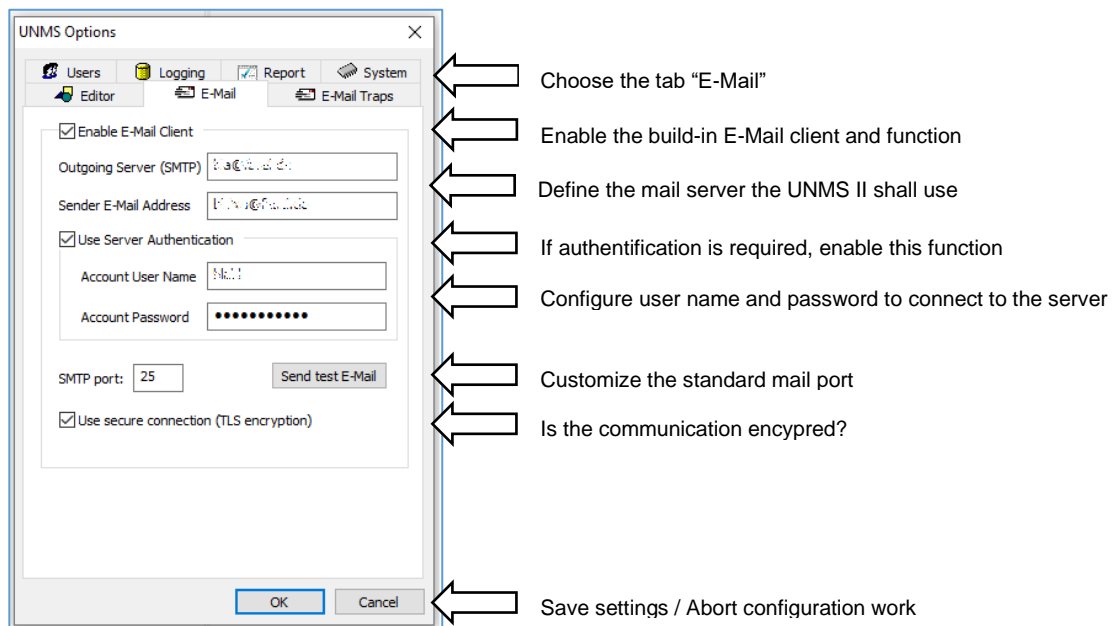 UNMS Options
Users Logging Report System
Choose the tab “E-Mail”
Editor E-Mail E-Mail Traps
Enable E-Mail Client
Enable the build-in E-Mail client and function
Outgoing Server (SMTP)
Define the mail server the UNMS II shall use
Sender E-Mail Address
Use Server Authentication
If authentification is required, enable this function
Account User Name
Configure user name and password to connect to the server
Account Password ●●●●●●●●●●●
SMTP port: 25 Send test E-Mail
Customize the standard mail port
Use secure connection (TLS encryption)
Is the communication encypred?
OK Cancel
Save settings / Abort configuration work